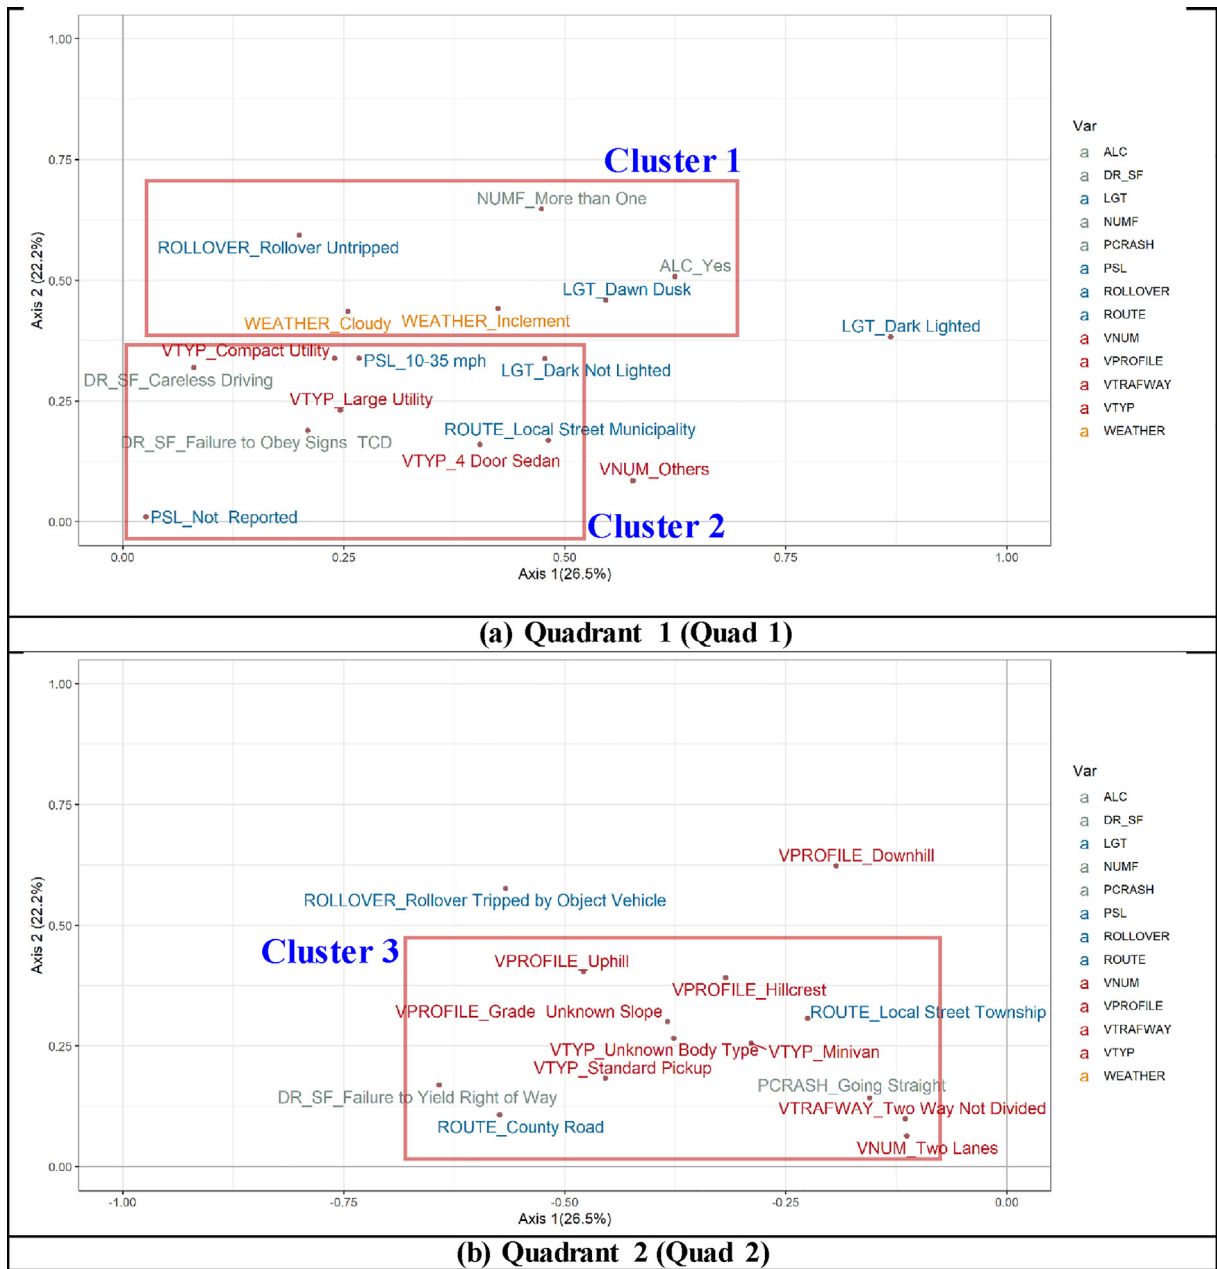 1.00
Cluster 1
Var
0.75
NUMF_More than One
ROLLOVER_Rollover Untripped
ALC_Yes
0.50
LGT_Dawn Dusk
WEATHER_Cloudy
WEATHER_Inclement
LGT_Dark Lighted
VTYP_Compact Utility
PSL_10-35 mph
LGT_Dark Not Lighted
DR_SF_Careless Driving
VTYP_Large Utility
0.25
DR_SF_Failure to Obey Signs TCD
ROUTE_Local Street Municipality
VTYP_4 Door Sedan
VNUM_Others
PSL_Not Reported
0.00
Cluster 2
Axis 2 (22.2%)
0.00 0.25 0.50 0.75 1.00
Axis 1(26.5%)
a ALC
a DR_SF
a LGT
a NUMF
a PCRASH
a PSL
a ROLLOVER
a ROUTE
a VNUM
a VPROFILE
a VTRAFWAY
a VTYP
a WEATHER
(a) Quadrant 1 (Quad 1)
1.00
0.75
VPROFILE_Downhill
ROLLOVER_Rollover Tripped by Object Vehicle
0.50
Cluster 3
VPROFILE_Uphill
VPROFILE_Hillcrest
VPROFILE_Grade Unknown Slope
ROUTE_Local Street Township
0.25
VTYP_Unknown Body Type
VTYP_Minivan
VTYP_Standard Pickup
PCRASH_Going Straight
DR_SF_Failure to Yield Right of Way
VTRAFWAY_Two Way Not Divided
ROUTE_County Road
VNUM_Two Lanes
0.00
Axis 2 (22.2%)
-1.00 -0.75 -0.50 -0.25 0.00
Axis 1(26.5%)
Var
a ALC
a DR_SF
a LGT
a NUMF
a PCRASH
a PSL
a ROLLOVER
a ROUTE
a VNUM
a VPROFILE
a VTRAFWAY
a VTYP
a WEATHER
(b) Quadrant 2 (Quad 2)